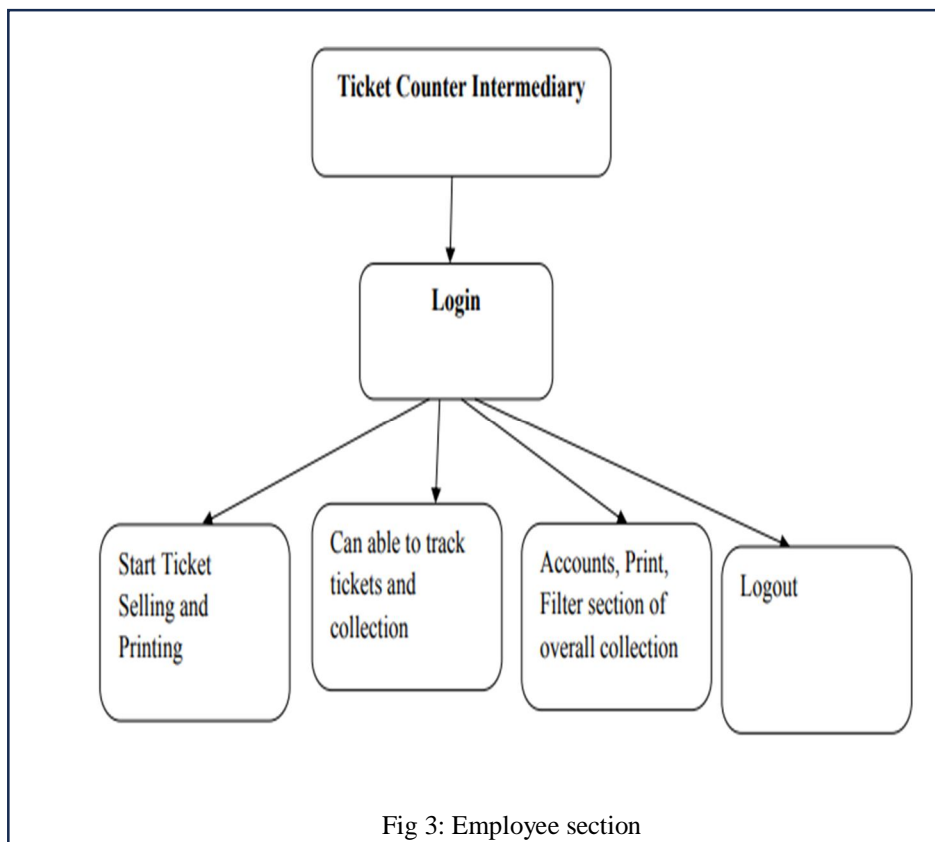 Ticket Counter Intermediary
Login
Start Ticket
Selling and
Printing
Can able to track
tickets and
collection
Accounts, Print,
Filter section of
overall collection
Logout
Fig 3: Employee section